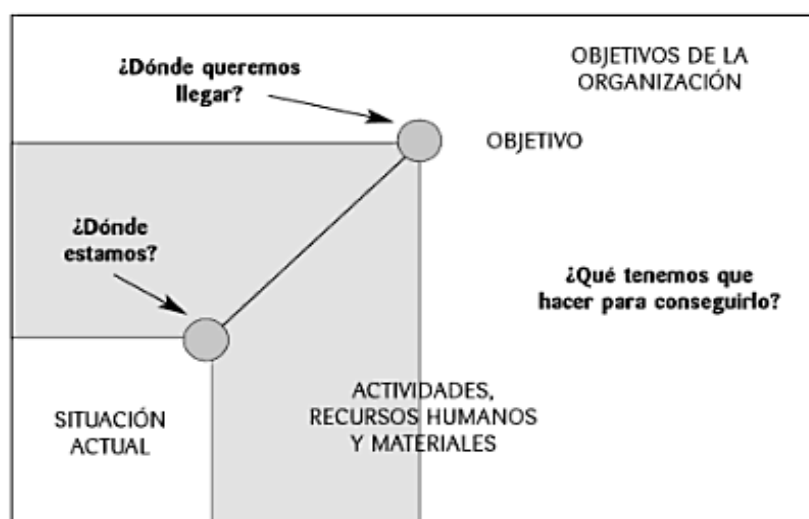 ¿Dónde queremos
llegar?
OBJETIVOS DE LA
ORGANIZACIÓN
OBJETIVO
¿Dónde
estamos?
¿Qué tenemos que
hacer para conseguirlo?
SITUACIÓN
ACTUAL
ACTIVIDADES,
RECURSOS HUMANOS
Y MATERIALES